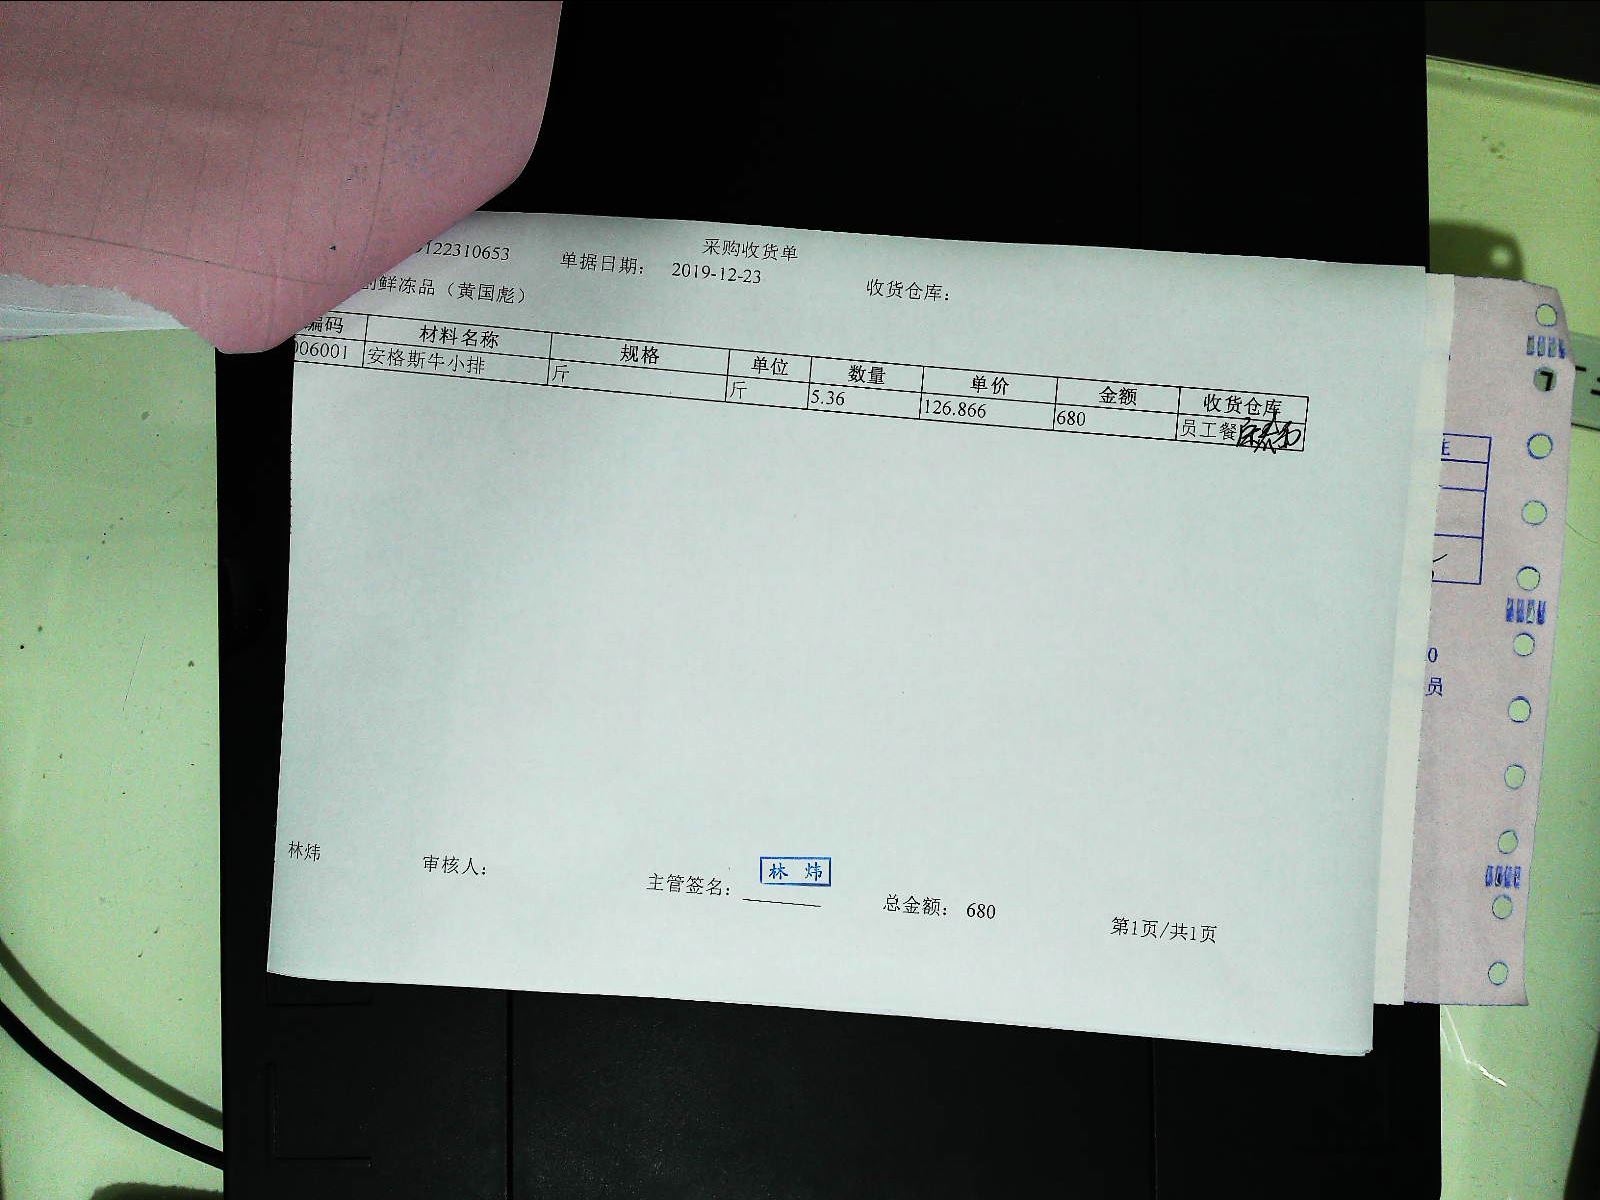 采购收货单
122310653 单据日期： 2019-12-23 收货仓库：
鲜冻品（黄国彪）
编码 材料名称 规格 单位 数量 单价 金额 收货仓库
006001 安格斯牛小排 斤 斤 5.36 126.866 680 员工餐
林炜 审核人： 主管签名： 林 炜 总金额： 680 第1页/共1页
7
0
员